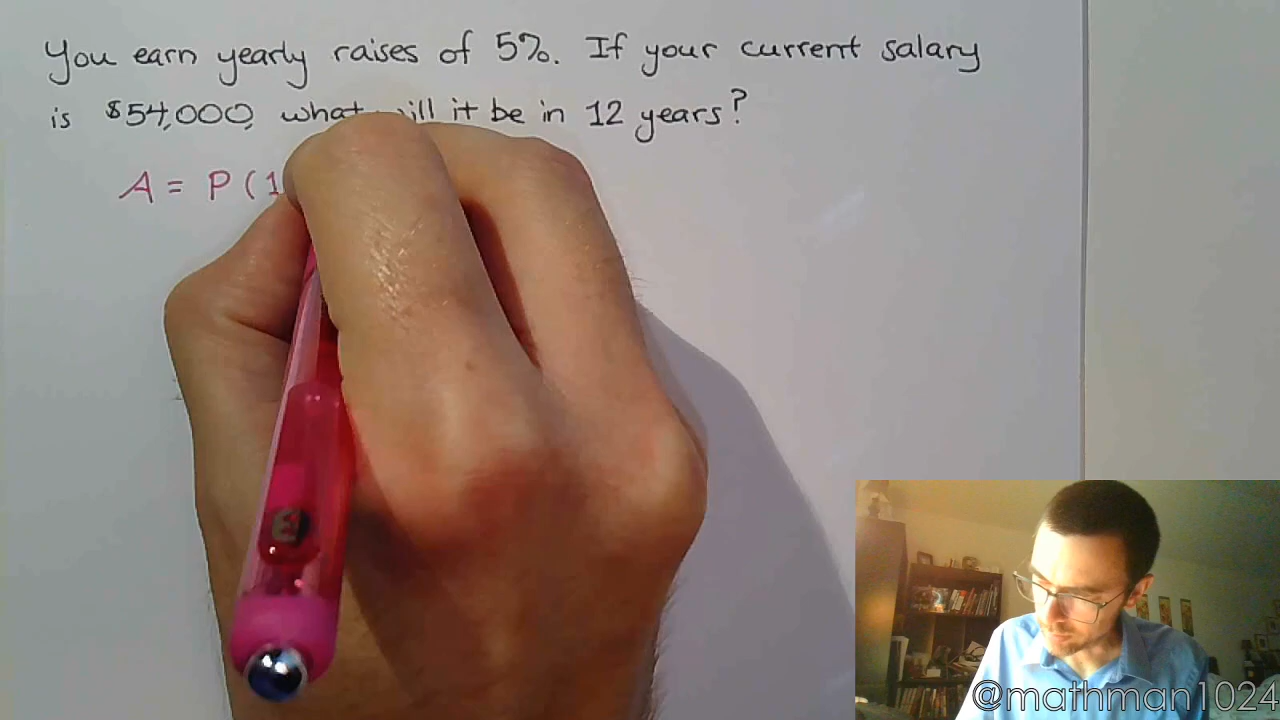 You earn yearly raises of 5%. If your current salary
is $54,000, what will it be in 12 years?
A = P(1
@mathman1024